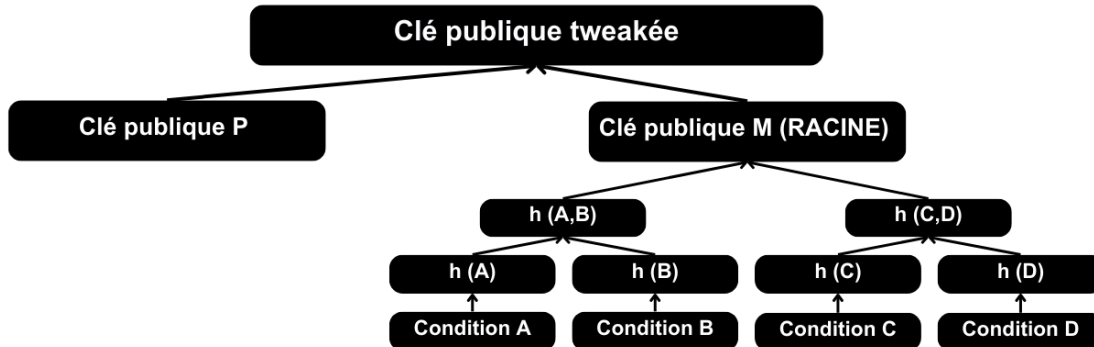 Clé publique tweakée
Clé publique P
Clé publique M (RACINE)
h (A,B)
h (C,D)
h (A)
h (B)
h (C)
h (D)
Condition A
Condition B
Condition C
Condition D